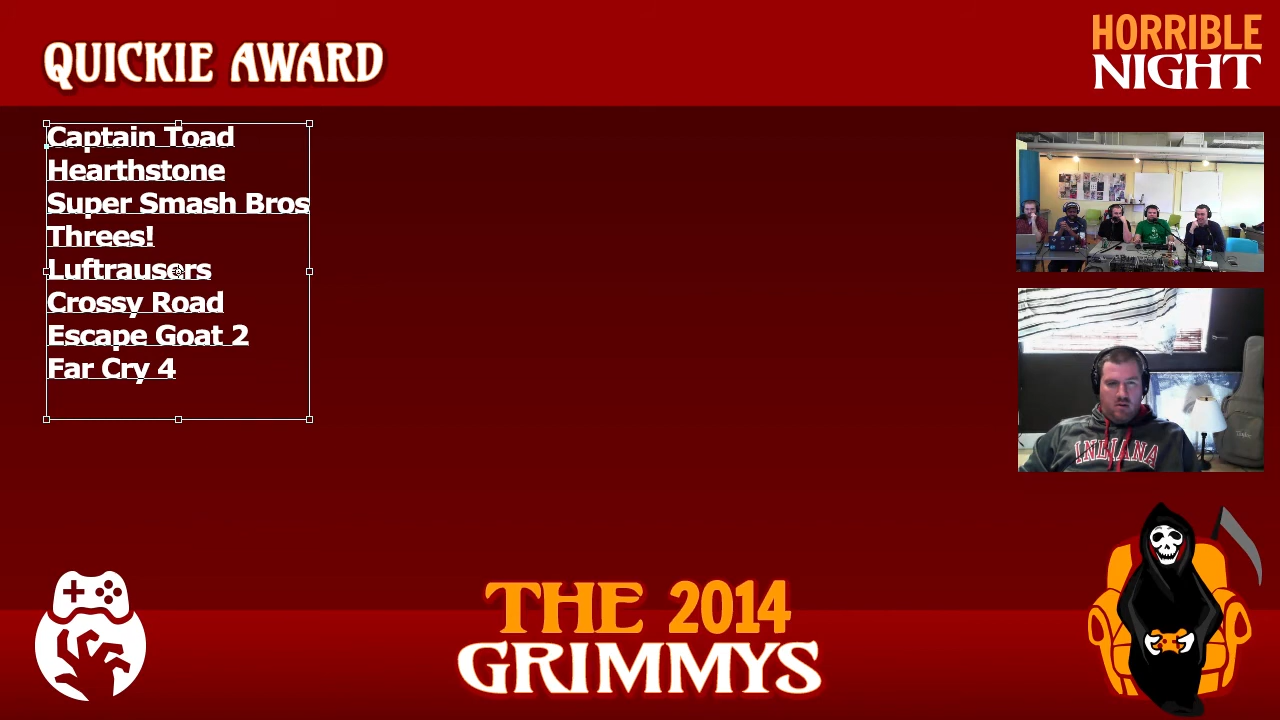 QUICKIE AWARD
HORRIBLE
NIGHT
Captain Toad
Hearthstone
Super Smash Bros
Threes!
Luftrausers
Crossy Road
Escape Goat 2
Far Cry 4
INDIANA
THE 2014
GRIMMYS